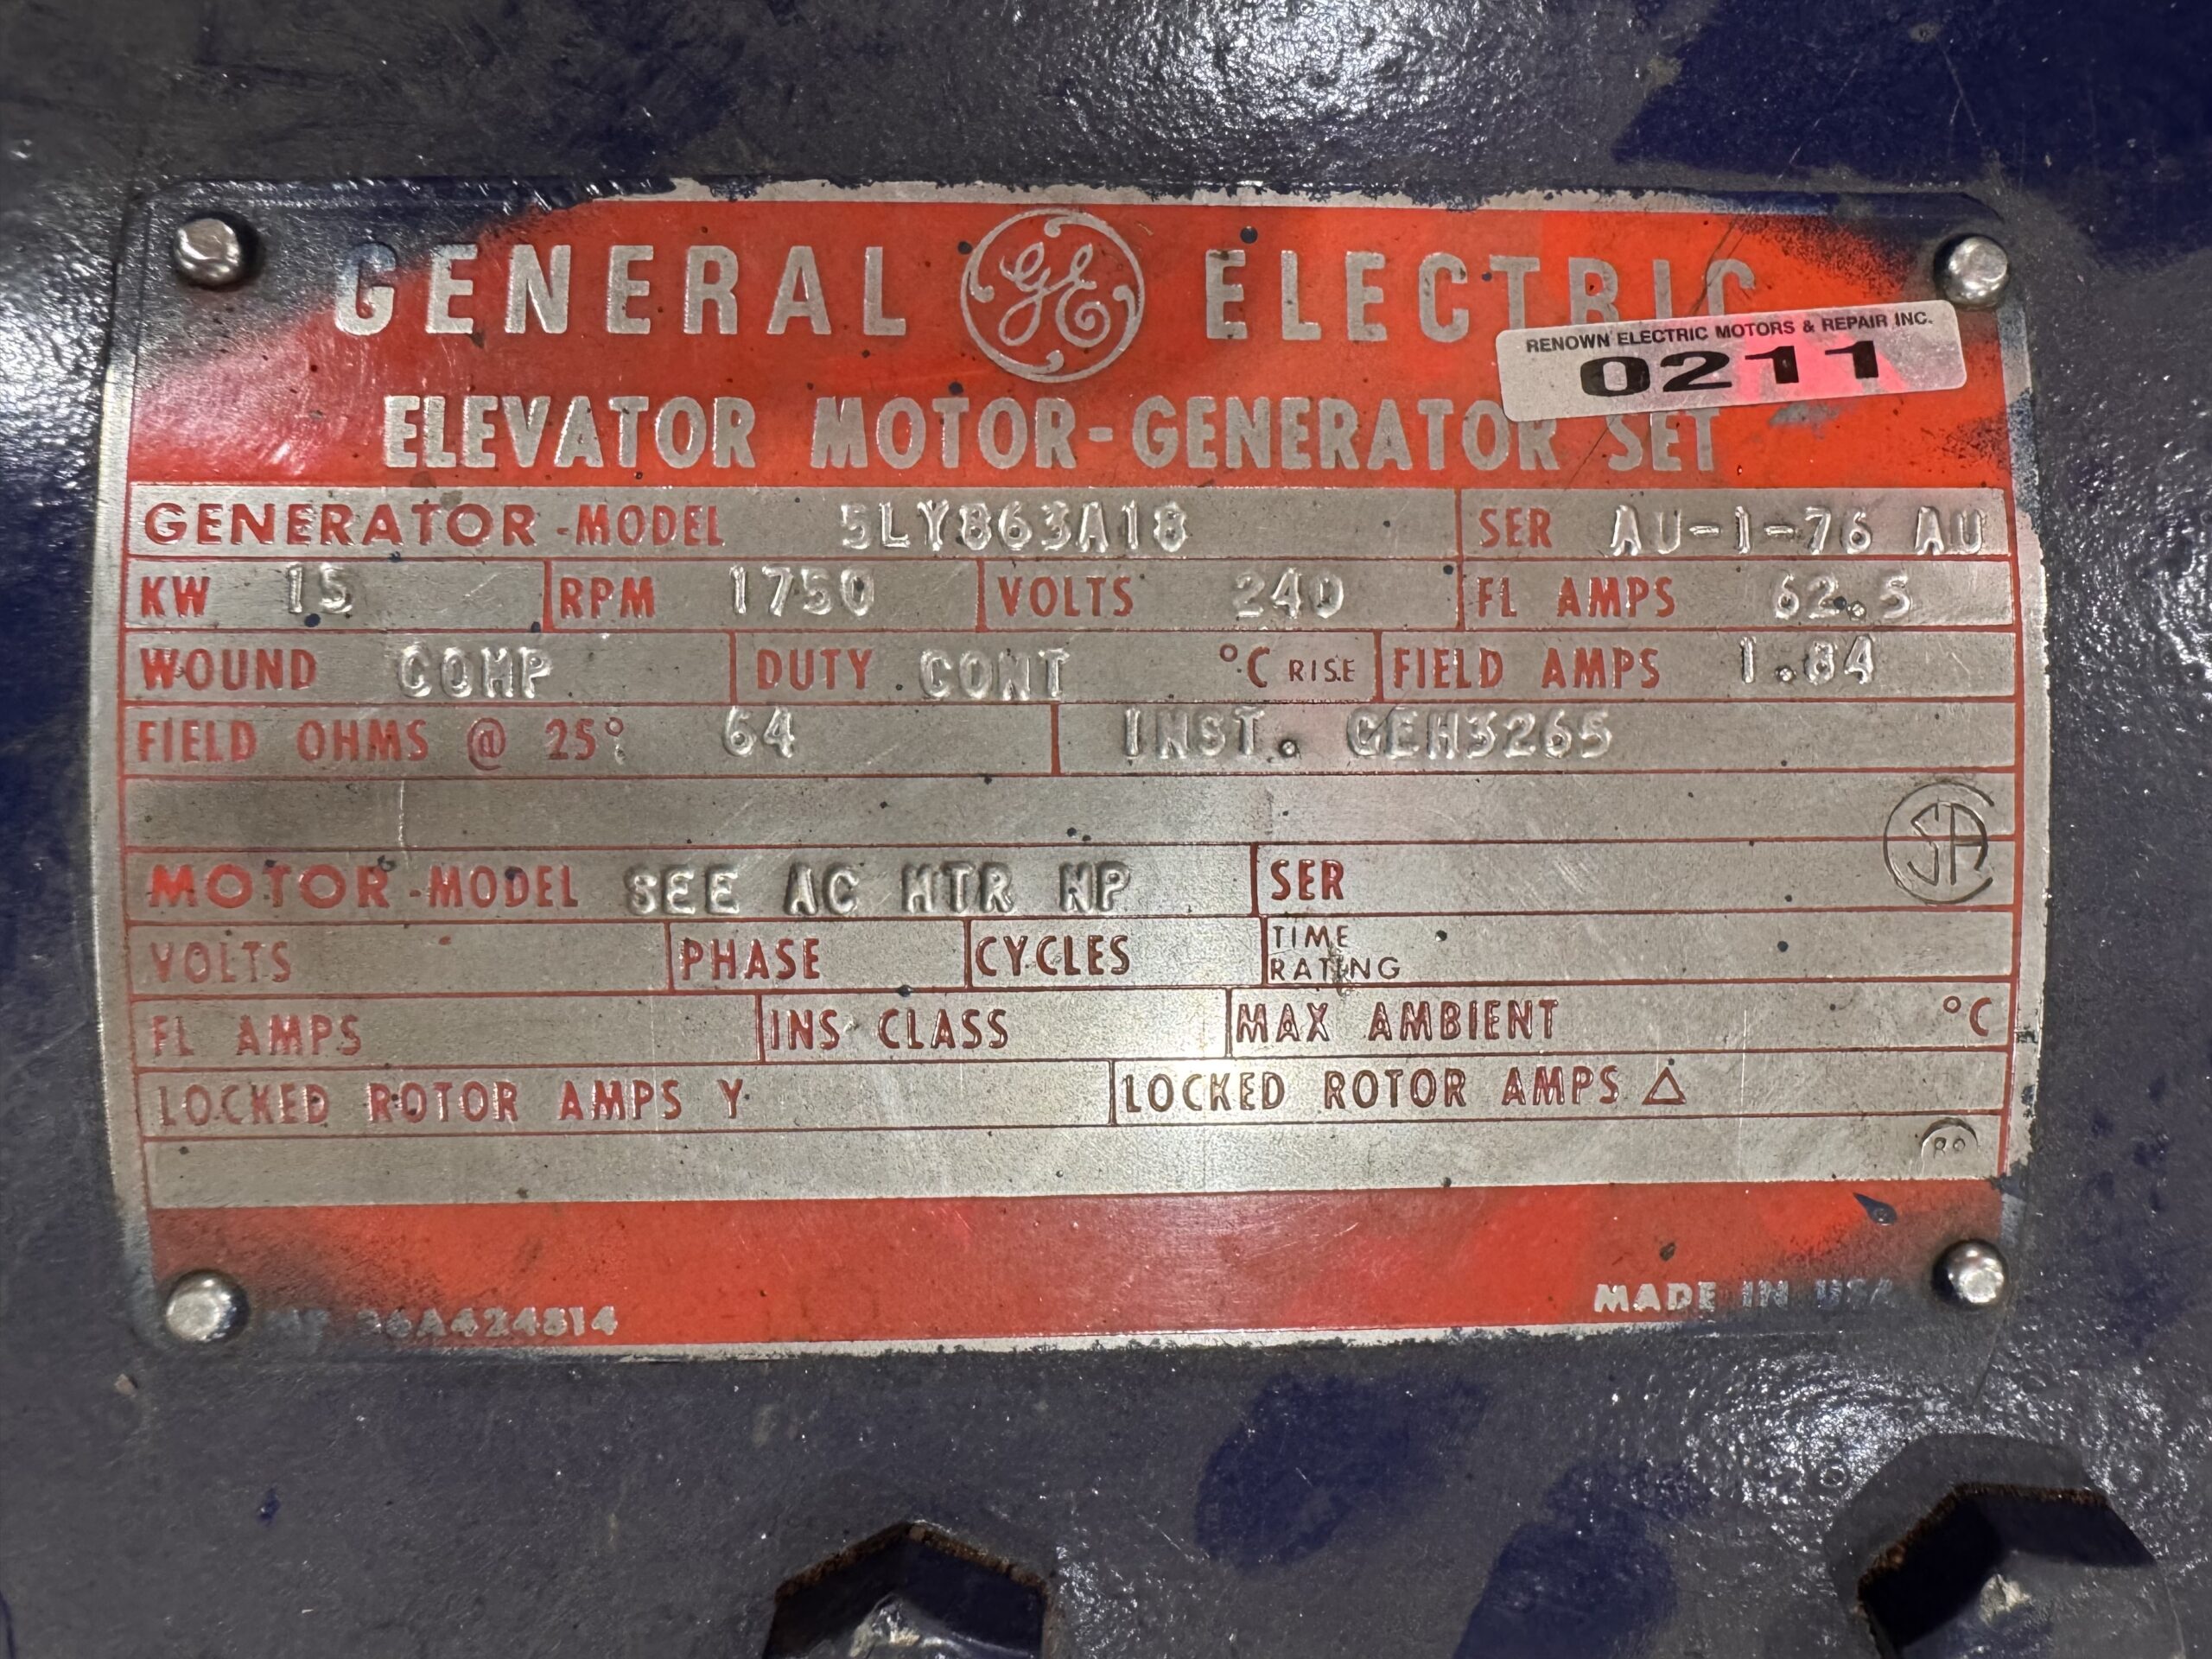 GENERAL GE ELECTRIC
RENOWN ELECTRIC MOTORS & REPAIR INC.
0211
ELEVATOR MOTOR-GENERATOR SET
GENERATOR-MODEL 5LY863A18 SER AU-1-76 AU
KW 15 RPM 1750 VOLTS 240 FL AMPS 62.5
WOUND COMP DUTY CONT °C RISE FIELD AMPS 1.84
FIELD OHMS @ 25° 64 INST. GEH3265
SA
MOTOR-MODEL SEE AC MTR NP SER
VOLTS PHASE CYCLES TIME RATING
FL AMPS INS CLASS MAX AMBIENT °C
LOCKED ROTOR AMPS Y LOCKED ROTOR AMPS △
MADE IN USA